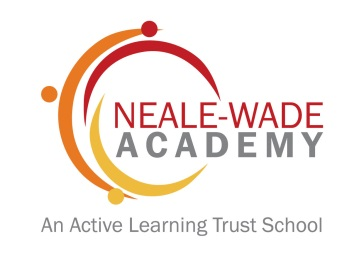 NEALE-WADE
ACADEMY
An Active Learning Trust School